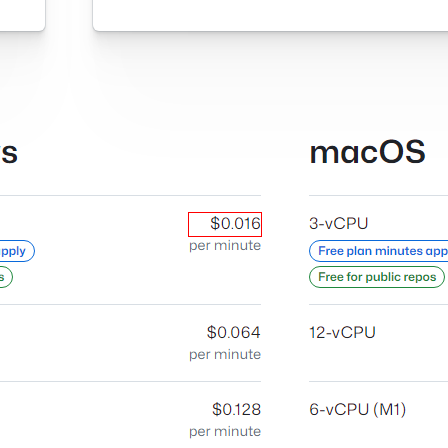 s
macOS
$0.016
per minute
pply
s
3-vCPU
Free plan minutes app
Free for public repos
$0.064
per minute
12-vCPU
$0.128
per minute
6-vCPU (M1)